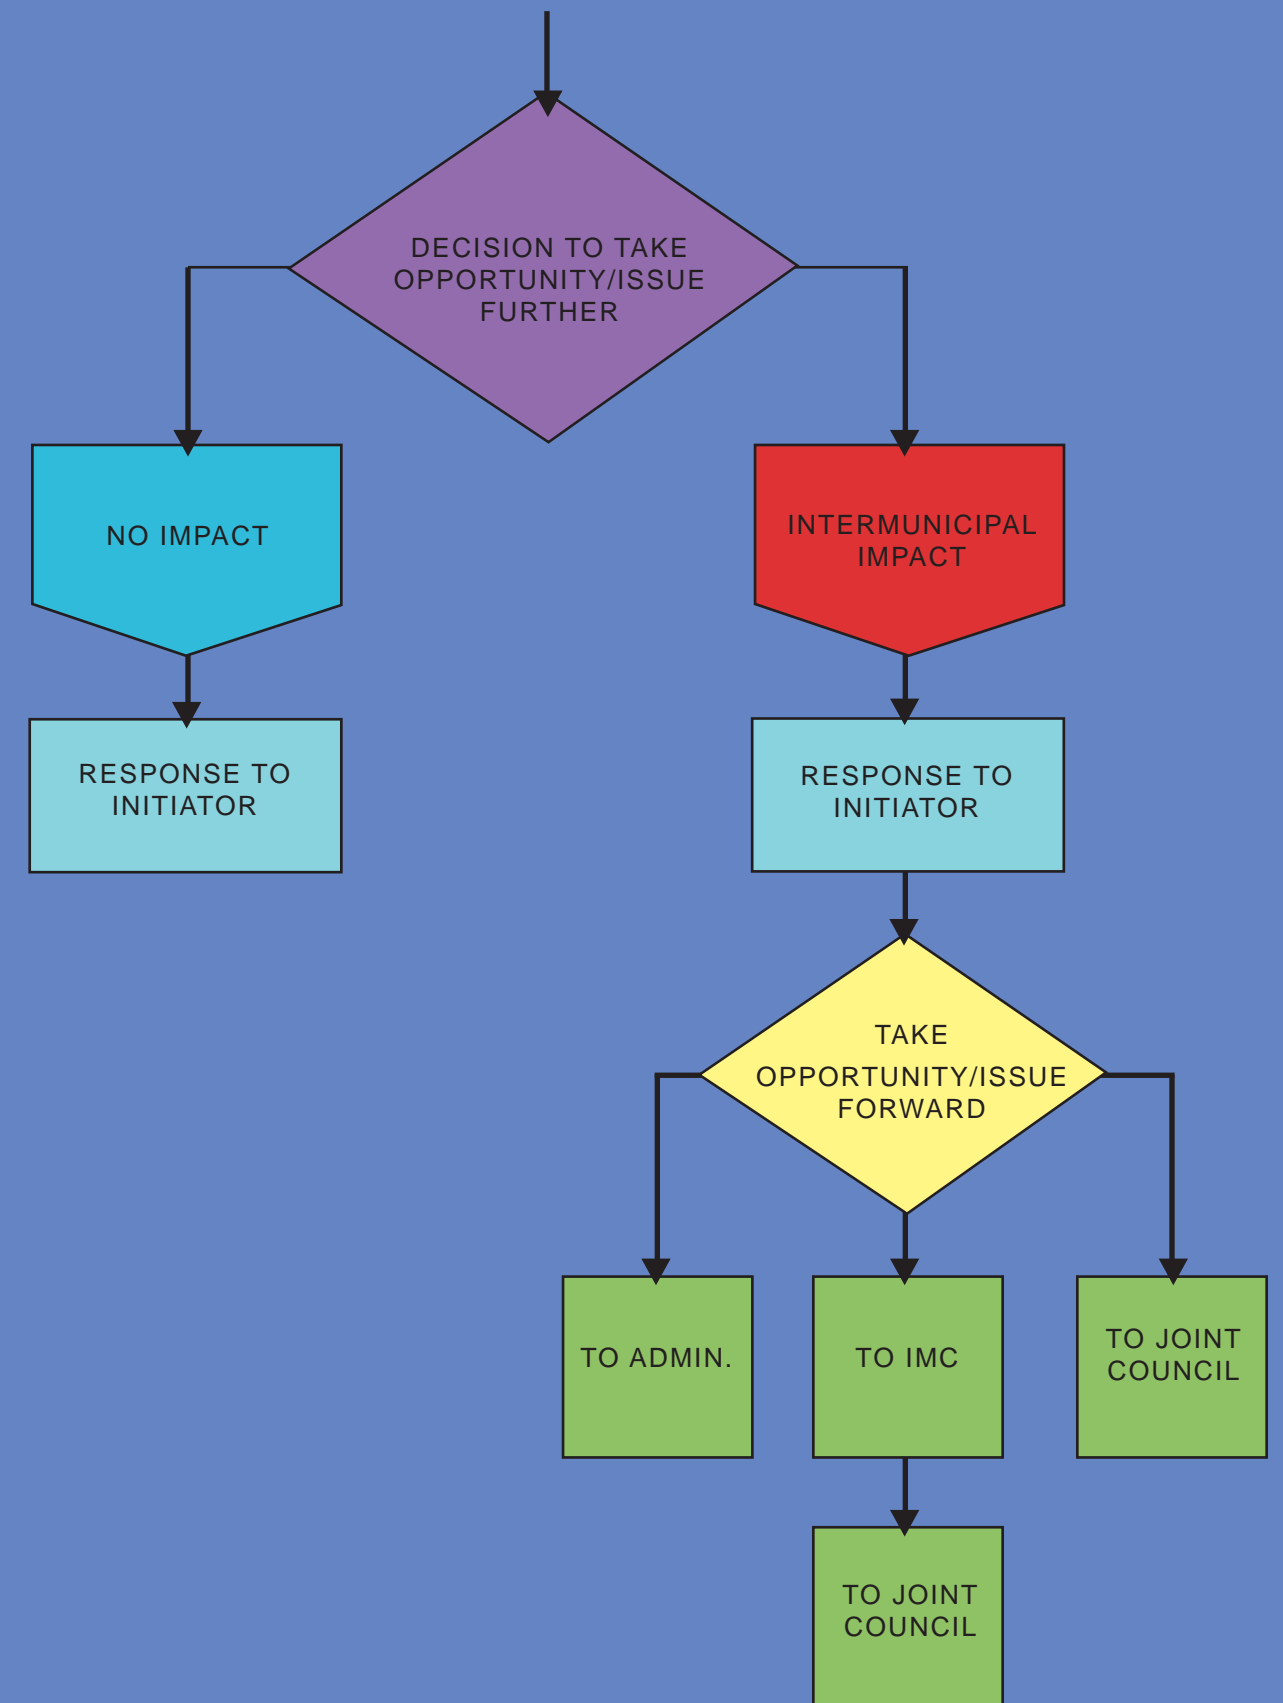 DECISION TO TAKE
OPPORTUNITY/ISSUE
FURTHER
NO IMPACT
INTERMUNICIPAL
IMPACT
RESPONSE TO
INITIATOR
RESPONSE TO
INITIATOR
TAKE
OPPORTUNITY/ISSUE
FORWARD
TO ADMIN.
TO IMC
TO JOINT
COUNCIL
TO JOINT
COUNCIL